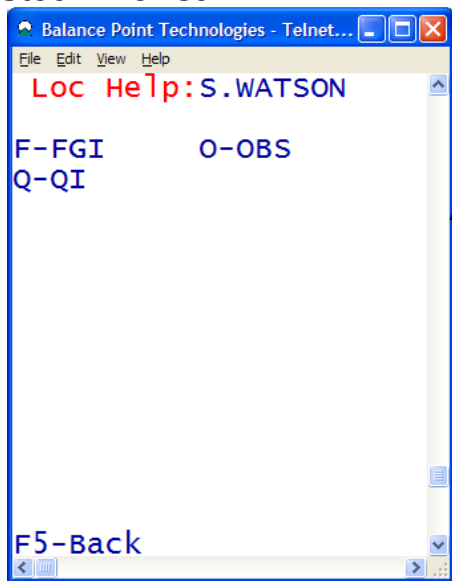 Balance Point Technologies - Telnet...
File Edit View Help
Loc Help:S.WATSON
F-FGI O-OBS
Q-QI
F5-Back